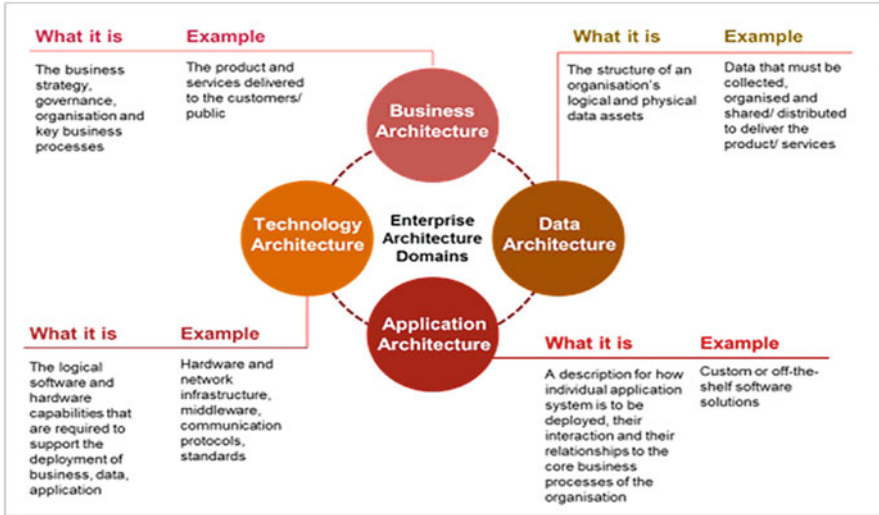 What it is
Example
The business
strategy,
governance,
organisation and
key business
processes
The product and
services delivered
to the customers/
public
What it is
Example
The structure of an
organisation's
logical and physical
data assets
Data that must be
collected,
organised and
shared/ distributed
to deliver the
product/ services
Business
Architecture
Technology
Architecture
Enterprise
Architecture
Domains
Data
Architecture
Application
Architecture
What it is
Example
The logical
software and
hardware
capabilities that
are required to
support the
deployment of
business, data,
application
Hardware and
network
infrastructure,
middleware,
communication
protocols,
standards
What it is
Example
A description for how
individual application
system is to be
deployed, their
interaction and their
relationships to the
core business
processes of the
organisation
Custom or off-the-
shelf software
solutions